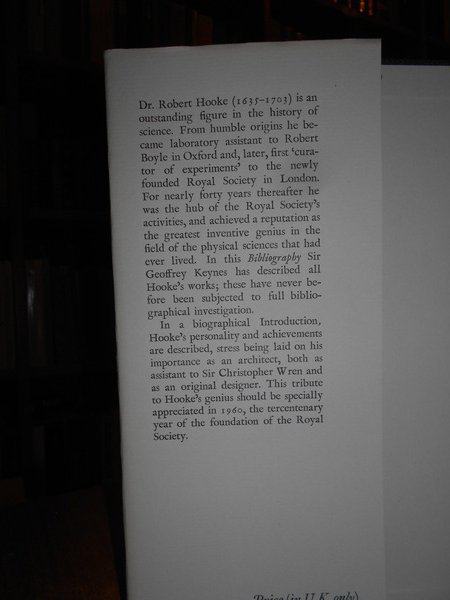 Dr. Robert Hooke (1635–1703) is an
outstanding figure in the history of
science. From humble origins he be-
came laboratory assistant to Robert
Boyle in Oxford and, later, first ‘cura-
tor of experiments’ to the newly
founded Royal Society in London.
For nearly forty years thereafter he
was the hub of the Royal Society’s
activities, and achieved a reputation as
the greatest inventive genius in the
field of the physical sciences that had
ever lived. In this Bibliography Sir
Geoffrey Keynes has described all
Hooke’s works; these have never be-
fore been subjected to full biblio-
graphical investigation.
In a biographical Introduction,
Hooke’s personality and achievements
are described, stress being laid on his
importance as an architect, both as
assistant to Sir Christopher Wren and
as an original designer. This tribute
to Hooke’s genius should be specially
appreciated in 1960, the tercentenary
year of the foundation of the Royal
Society.
Price (in U.K. only)